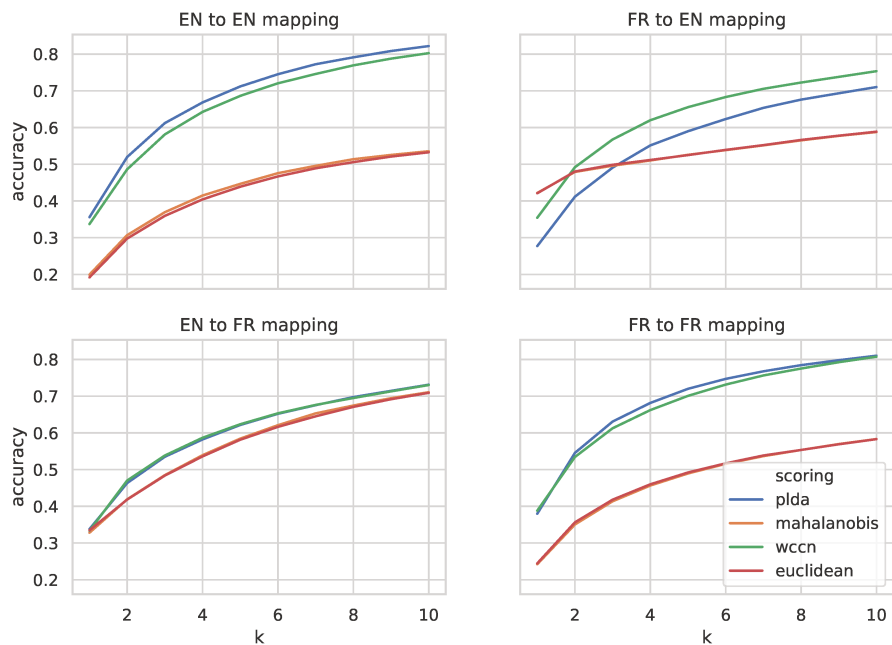 EN to EN mapping
accuracy
0.8
0.7
0.6
0.5
0.4
0.3
0.2
FR to EN mapping
EN to FR mapping
accuracy
0.8
0.7
0.6
0.5
0.4
0.3
0.2
2 4 6 8 10
k
FR to FR mapping
scoring
plda
mahalanobis
wccn
euclidean
2 4 6 8 10
k